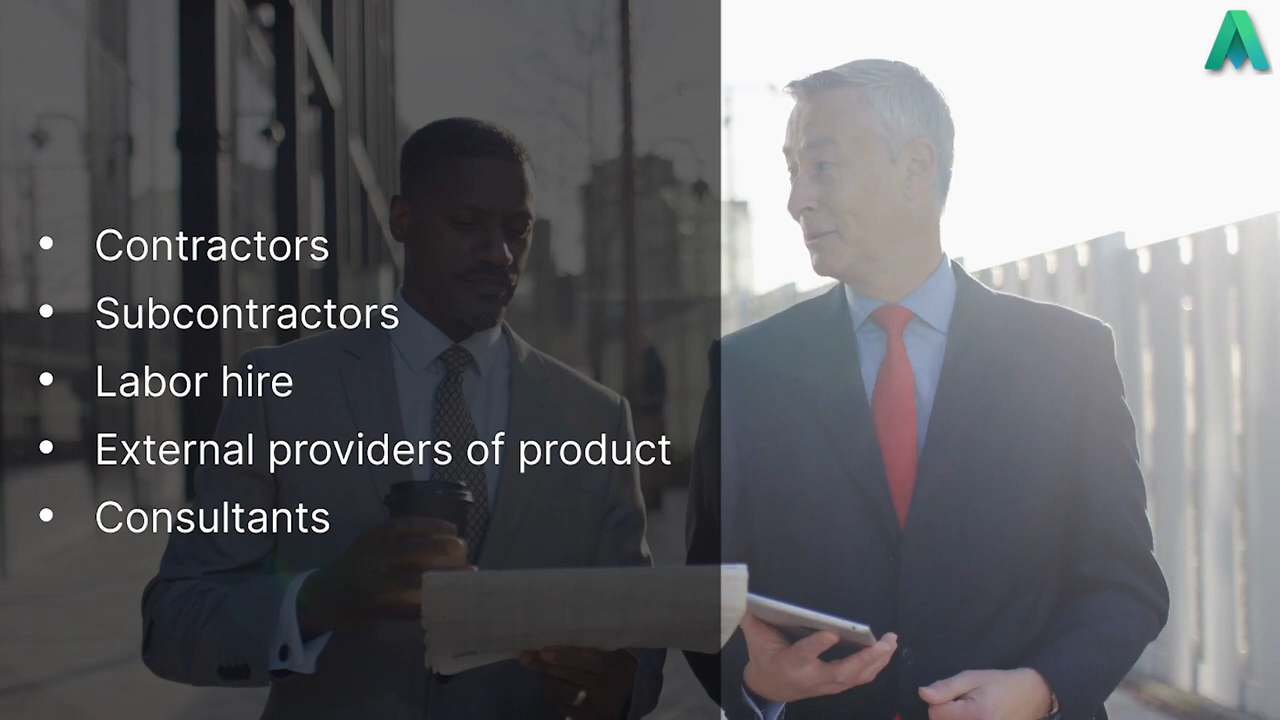 • Contractors
• Subcontractors
• Labor hire
• External providers of product
• Consultants